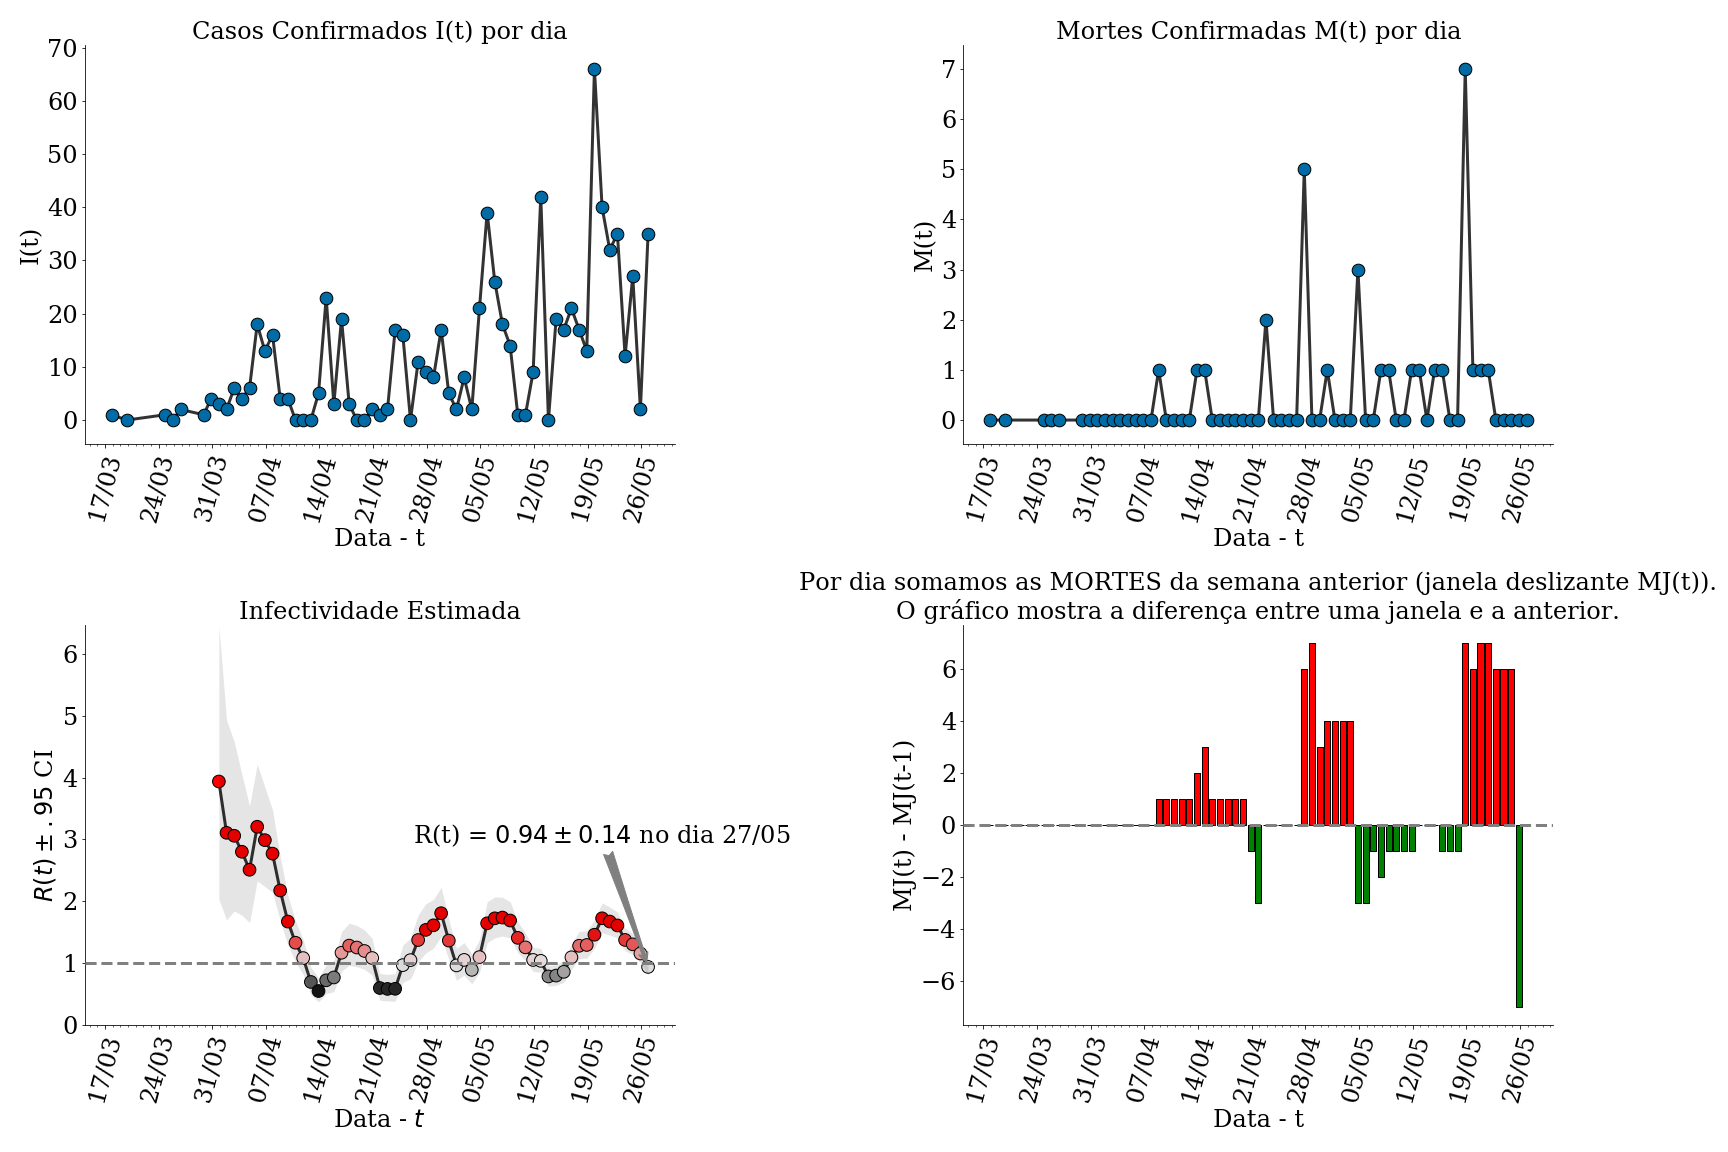 Casos Confirmados I(t) por dia
I(t)
70
60
50
40
30
20
10
0
17/03 24/03 31/03 07/04 14/04 21/04 28/04 05/05 12/05 19/05 26/05
Data - t
Mortes Confirmadas M(t) por dia
M(t)
7
6
5
4
3
2
1
0
17/03 24/03 31/03 07/04 14/04 21/04 28/04 05/05 12/05 19/05 26/05
Data - t
Infectividade Estimada
R(t) ± .95 CI
6
5
4
3
2
1
0
R(t) = 0.94 ± 0.14 no dia 27/05
17/03 24/03 31/03 07/04 14/04 21/04 28/04 05/05 12/05 19/05 26/05
Data - t
Por dia somamos as MORTES da semana anterior (janela deslizante MJ(t)).
O gráfico mostra a diferença entre uma janela e a anterior.
MJ(t) - MJ(t-1)
6
4
2
0
−2
−4
−6
17/03 24/03 31/03 07/04 14/04 21/04 28/04 05/05 12/05 19/05 26/05
Data - t